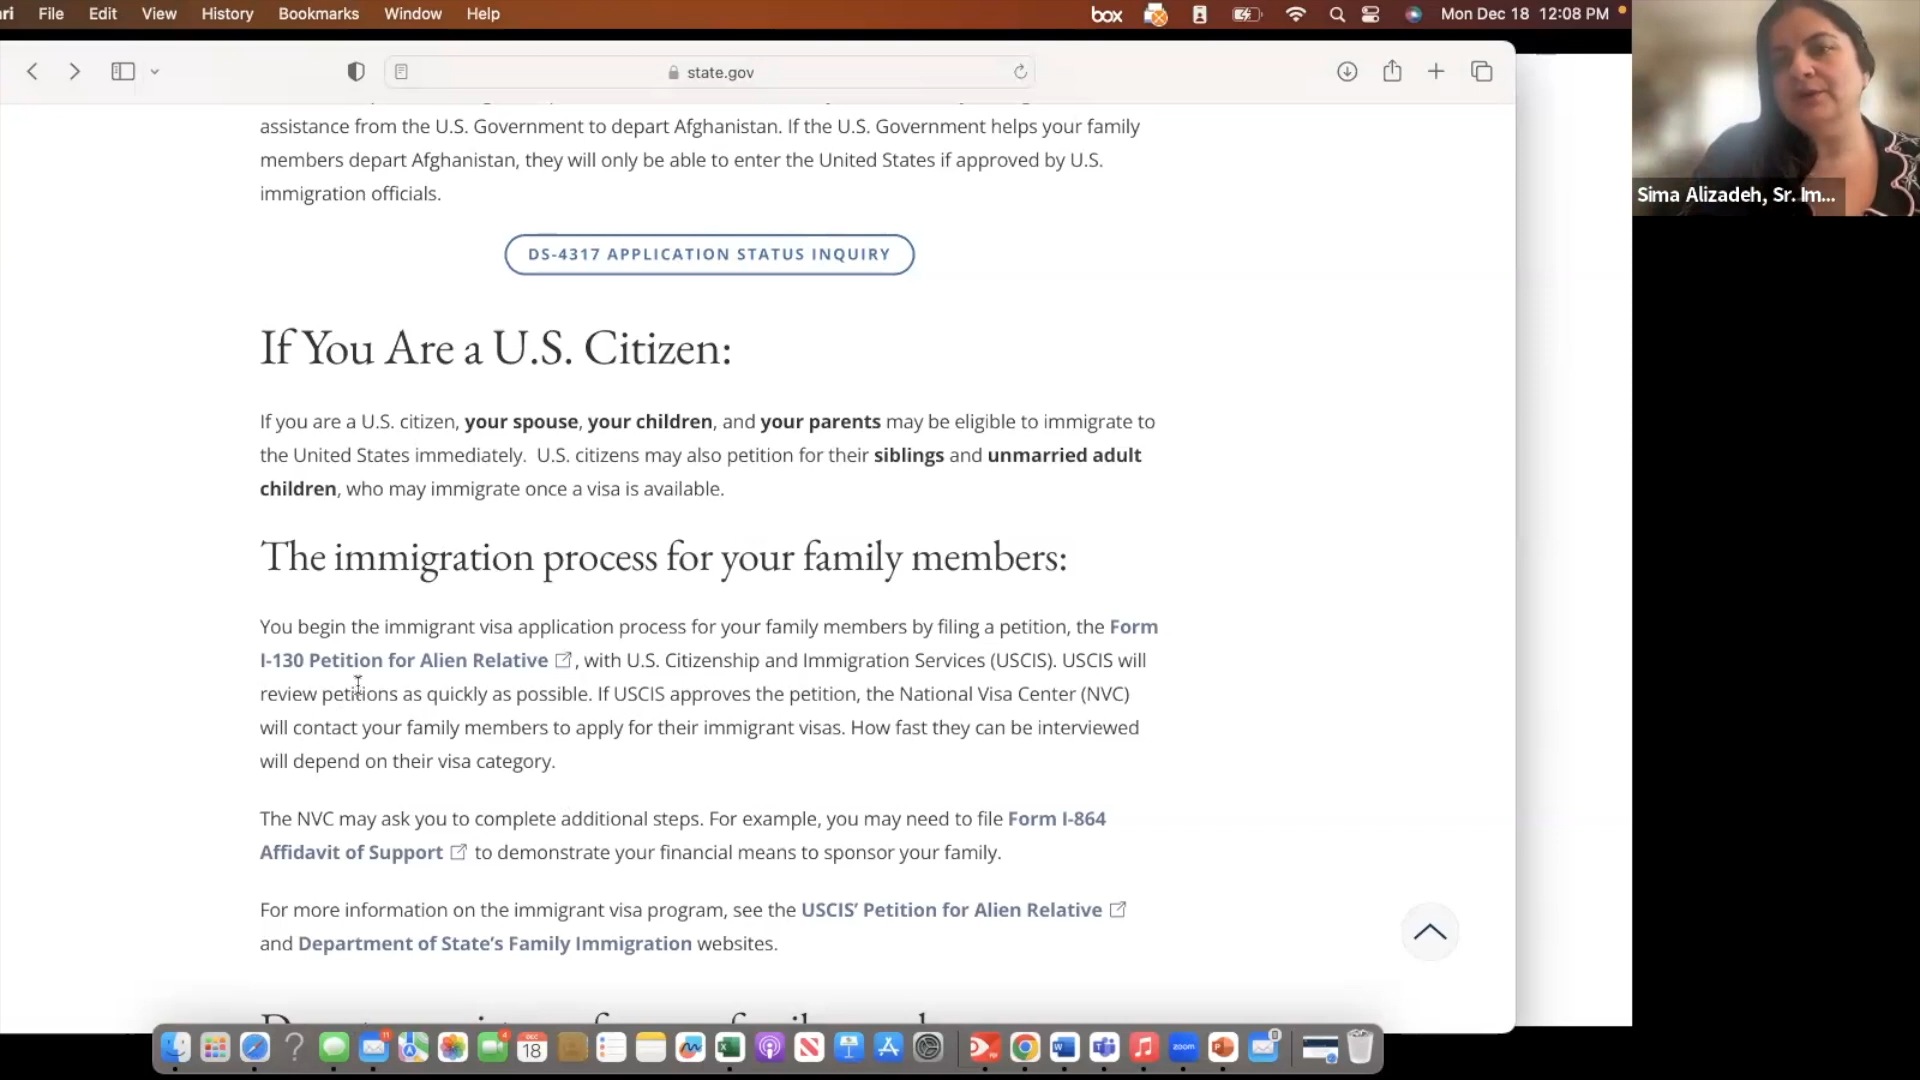 File Edit View History Bookmarks Window Help
box
Mon Dec 18 12:08 PM
state.gov
assistance from the U.S. Government to depart Afghanistan. If the U.S. Government helps your family
members depart Afghanistan, they will only be able to enter the United States if approved by U.S.
immigration officials.
DS-4317 APPLICATION STATUS INQUIRY
If You Are a U.S. Citizen:
If you are a U.S. citizen, your spouse, your children, and your parents may be eligible to immigrate to
the United States immediately. U.S. citizens may also petition for their siblings and unmarried adult
children, who may immigrate once a visa is available.
The immigration process for your family members:
You begin the immigrant visa application process for your family members by filing a petition, the Form
I-130 Petition for Alien Relative , with U.S. Citizenship and Immigration Services (USCIS). USCIS will
review petitions as quickly as possible. If USCIS approves the petition, the National Visa Center (NVC)
will contact your family members to apply for their immigrant visas. How fast they can be interviewed
will depend on their visa category.
The NVC may ask you to complete additional steps. For example, you may need to file Form I-864
Affidavit of Support to demonstrate your financial means to sponsor your family.
For more information on the immigrant visa program, see the USCIS' Petition for Alien Relative
and Department of State's Family Immigration websites.
Sima Alizadeh, Sr. Im...
DEC
18
zoom